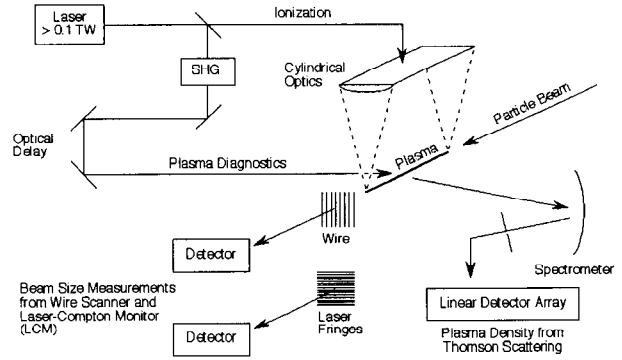 Laser
> 0.1 TW
Ionization
SHG
Cylindrical
Optics
Particle Beam
Optical
Delay
Plasma Diagnostics
Plasma
Wire
Detector
Spectrometer
Beam Size Measurements
from Wire Scanner and
Laser-Compton Monitor
(LCM)
Laser
Fringes
Linear Detector Array
Detector
Plasma Density from
Thomson Scattering